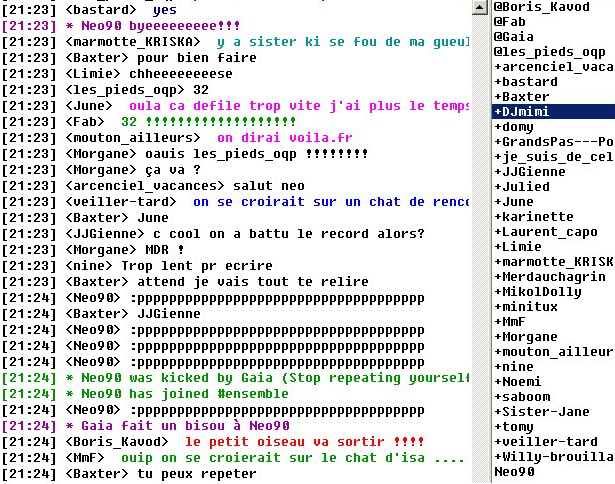 [21:23] <bastard> yes
[21:23] * Neo90 byeeeeeeeee!!!
[21:23] <marmotte_KRISKA> y a sister ki se fou de ma gueul
[21:23] <Baxter> pour bien faire
[21:23] <Limie> chheeeeeeese
[21:23] <les_pieds_oqp> 32
[21:23] <June> oula ca defile trop vite j'ai plus le temps
[21:23] <Fab> 32 !!!!!!!!!!!!!!!!!!!
[21:23] <mouton_ailleurs> on dirai voila.fr
[21:23] <Morgane> oauis les_pieds_oqp !!!!!!!!
[21:23] <Morgane> ça va ?
[21:23] <arcenciel_vacances> salut neo
[21:23] <veiller-tard> on se croirait sur un chat de renco
[21:23] <Baxter> June
[21:23] <JJGienne> c cool on a battu le record alors?
[21:23] <Morgane> MDR !
[21:23] <nine> Trop lent pr ecrire
[21:23] <Baxter> attend je vais tout te relire
[21:24] <Neo90> :pppppppppppppppppppppppppppppppppppppp
[21:24] <Baxter> JJGienne
[21:24] <Neo90> :pppppppppppppppppppppppppppppppppppppp
[21:24] <Neo90> :pppppppppppppppppppppppppppppppppppppp
[21:24] <Neo90> :pppppppppppppppppppppppppppppppppppppp
[21:24] * Neo90 was kicked by Gaia (Stop repeating yourself
[21:24] * Neo90 has joined #ensemble
[21:24] <Neo90> :pppppppppppppppppppppppppppppppppppppp
[21:24] * Gaia fait un bisou à Neo90
[21:24] <Boris_Kavod> le petit oiseau va sortir !!!!
[21:24] <MmF> ouip on se croierait sur le chat d'isa ....
[21:24] <Baxter> tu peux repeter
@Boris_Kavod
@Fab
@Gaia
@les_pieds_oqp
+arcenciel_vaca
+bastard
+Baxter
+DJmimi
+domy
+GrandsPas---Po
+je_suis_de_cel
+JJGienne
+Julied
+June
+karinette
+Laurent_capo
+Limie
+marmotte_KRISK
+Merdauchagrin
+MikolDolly
+minitux
+MmF
+Morgane
+mouton_ailleur
+nine
+Noemi
+saboom
+Sister-Jane
+tomy
+veiller-tard
+Willy-brouilla
Neo90